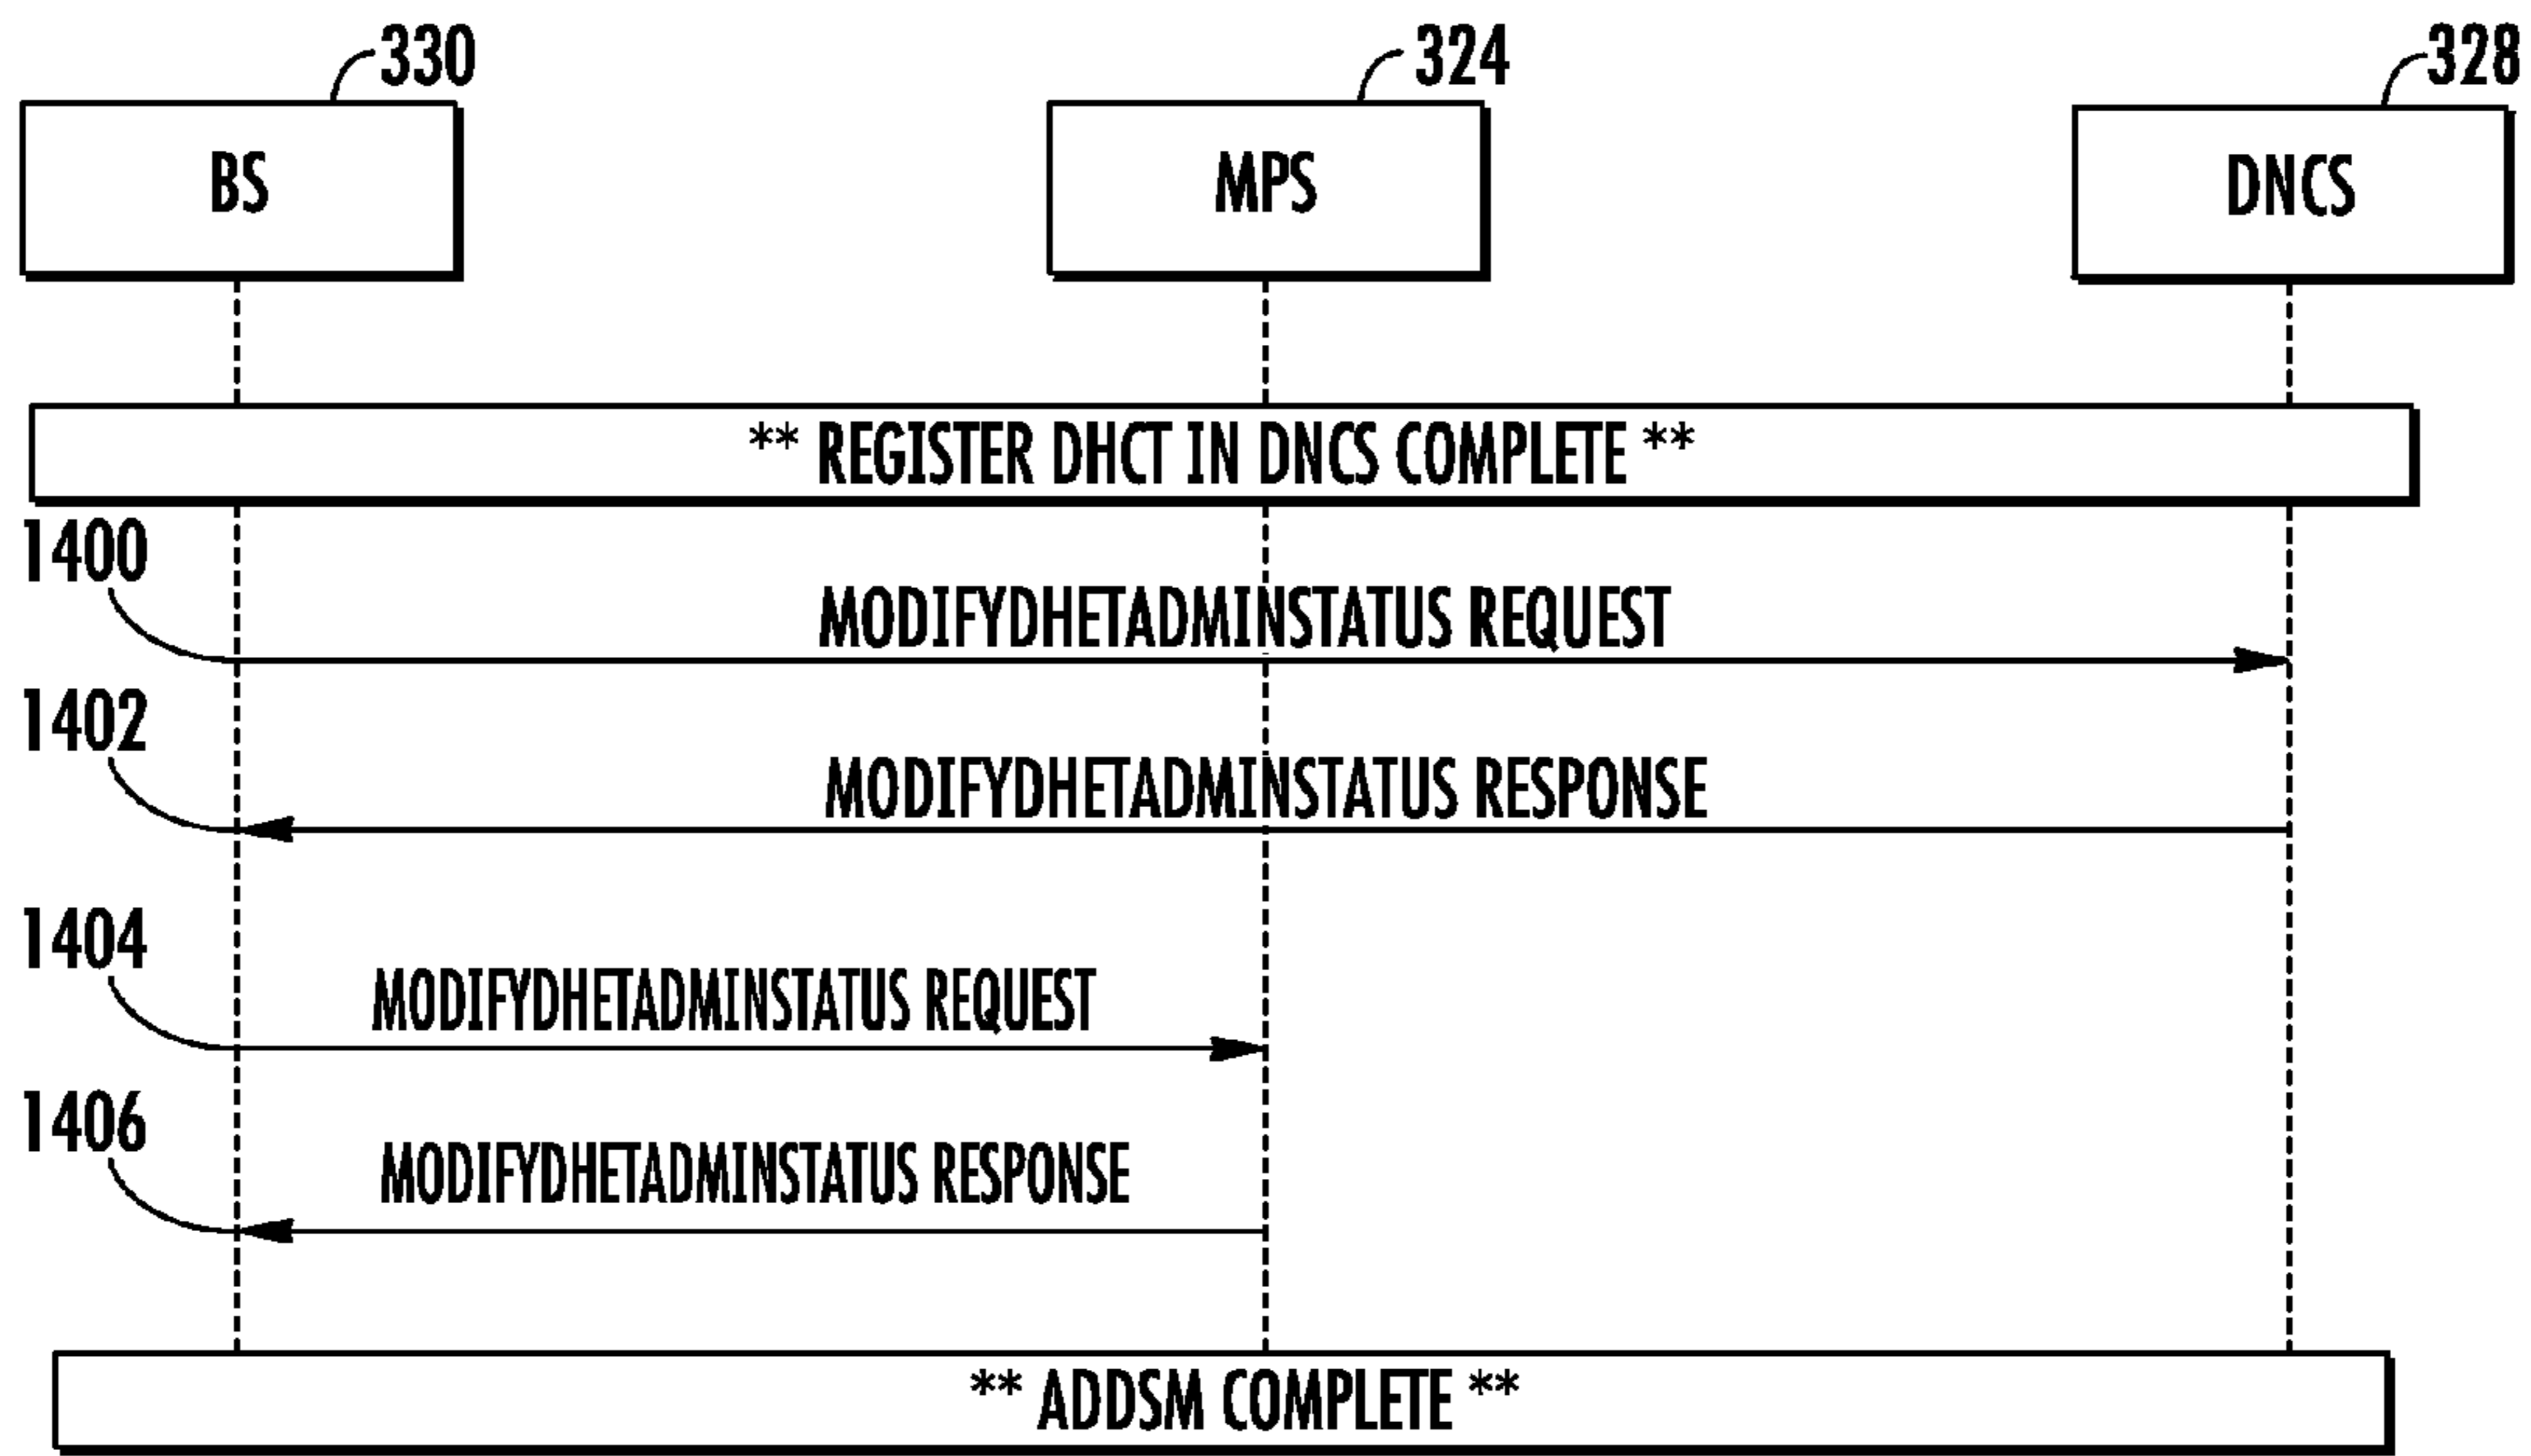 330
324
328
BS
MPS
DNCS
** REGISTER DHCT IN DNCS COMPLETE **
1400
MODIFYDHETADMINSTATUS REQUEST
1402
MODIFYDHETADMINSTATUS RESPONSE
1404
MODIFYDHETADMINSTATUS REQUEST
1406
MODIFYDHETADMINSTATUS RESPONSE
** ADDSM COMPLETE **